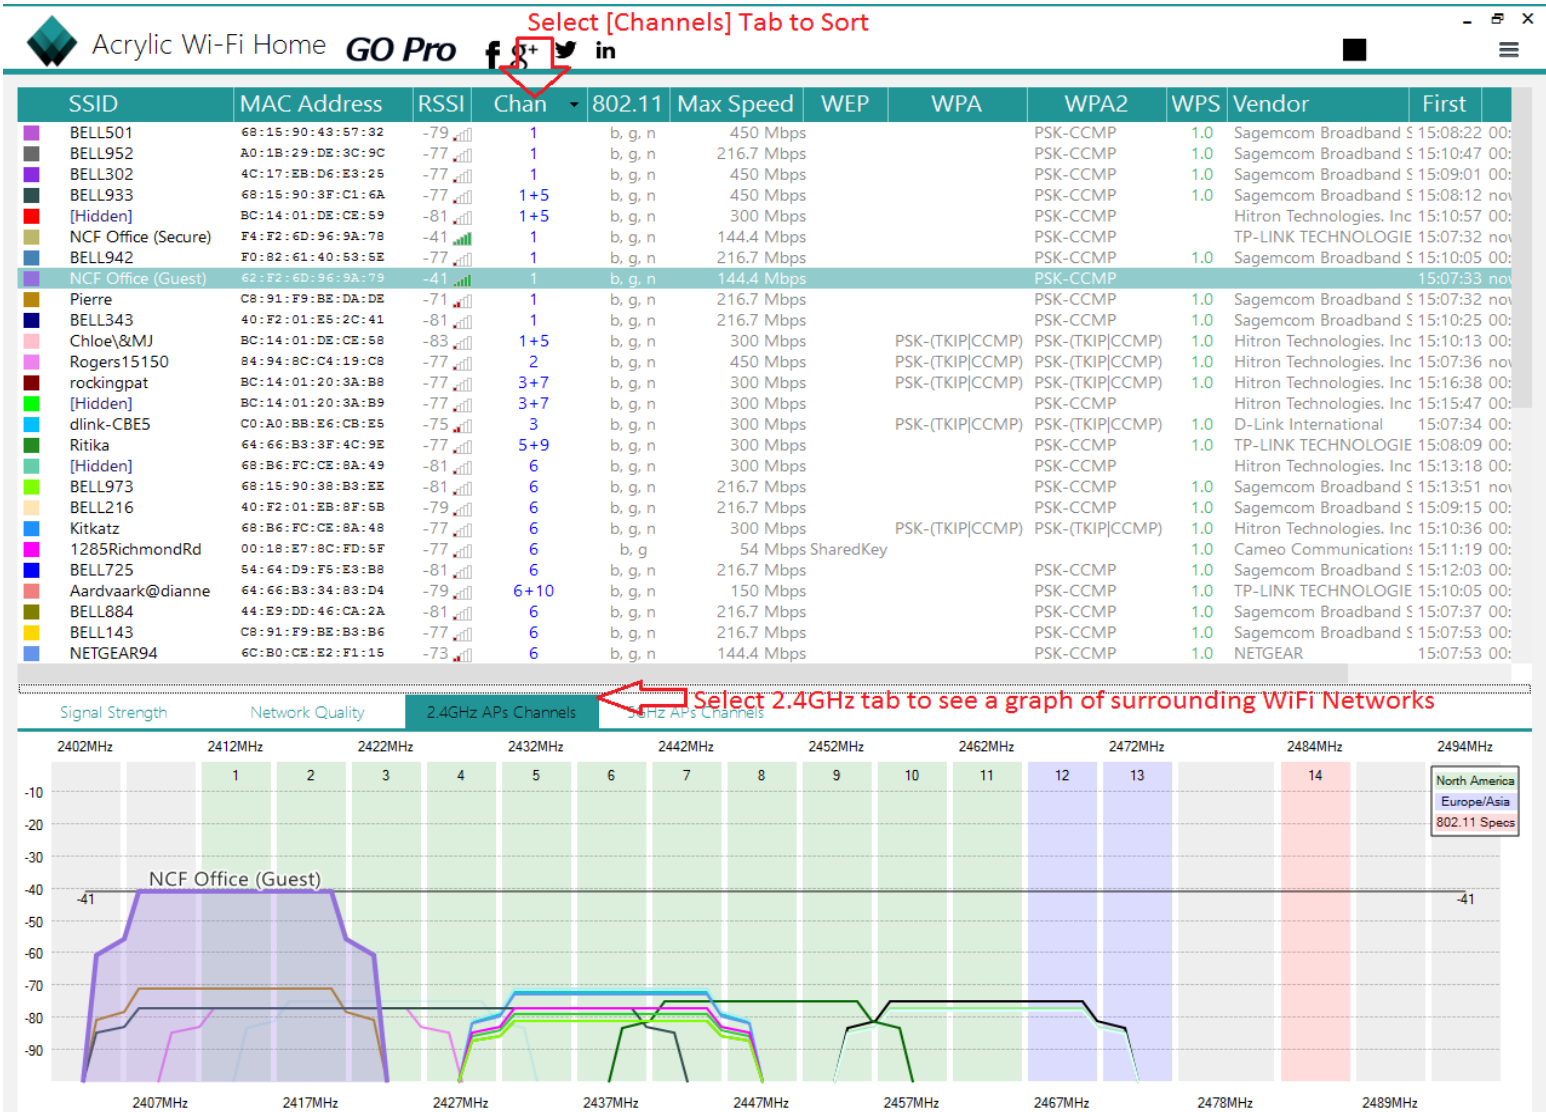 Select [Channels] Tab to Sort
Acrylic Wi-Fi Home GO Pro f g+ in
SSID MAC Address RSSI Chan 802.11 Max Speed WEP WPA WPA2 WPS Vendor First
BELL501 68:15:90:43:57:32 -79 1 b, g, n 450 Mbps PSK-CCMP 1.0 Sagemcom Broadband S 15:08:22 00:
BELL952 A0:1B:29:DE:3C:9C -77 1 b, g, n 216.7 Mbps PSK-CCMP 1.0 Sagemcom Broadband S 15:10:47 00:
BELL302 4C:17:EB:D6:E3:25 -77 1 b, g, n 450 Mbps PSK-CCMP 1.0 Sagemcom Broadband S 15:09:01 00:
BELL933 68:15:90:3F:C1:6A -77 1+5 b, g, n 450 Mbps PSK-CCMP 1.0 Sagemcom Broadband S 15:08:12 now
[Hidden] BC:14:01:DE:CE:59 -81 1+5 b, g, n 300 Mbps PSK-CCMP Hitron Technologies. Inc 15:10:57 00:
NCF Office (Secure) F4:F2:6D:96:9A:78 -41 1 b, g, n 144.4 Mbps PSK-CCMP TP-LINK TECHNOLOGIE 15:07:32 now
BELL942 F0:82:61:40:53:5E -77 1 b, g, n 216.7 Mbps PSK-CCMP 1.0 Sagemcom Broadband S 15:10:05 00:
NCF Office (Guest) 62:F2:6D:96:9A:79 -41 1 b, g, n 144.4 Mbps PSK-CCMP 15:07:33 now
Pierre C8:91:F9:BE:DA:DE -71 1 b, g, n 216.7 Mbps PSK-CCMP 1.0 Sagemcom Broadband S 15:07:32 now
BELL343 40:F2:01:E5:2C:41 -81 1 b, g, n 216.7 Mbps PSK-CCMP 1.0 Sagemcom Broadband S 15:10:25 00:
Chloe\&MJ BC:14:01:DE:CE:58 -83 1+5 b, g, n 300 Mbps PSK-(TKIP|CCMP) PSK-(TKIP|CCMP) 1.0 Hitron Technologies. Inc 15:10:13 00:
Rogers15150 84:94:8C:C4:19:C8 -77 2 b, g, n 450 Mbps PSK-(TKIP|CCMP) PSK-(TKIP|CCMP) 1.0 Hitron Technologies. Inc 15:07:36 now
rockingpat BC:14:01:20:3A:B8 -77 3+7 b, g, n 300 Mbps PSK-(TKIP|CCMP) PSK-(TKIP|CCMP) 1.0 Hitron Technologies. Inc 15:16:38 00:
[Hidden] BC:14:01:20:3A:B9 -77 3+7 b, g, n 300 Mbps PSK-CCMP Hitron Technologies. Inc 15:15:47 00:
dlink-CBE5 C0:A0:BB:E6:CB:E5 -75 3 b, g, n 300 Mbps PSK-(TKIP|CCMP) PSK-(TKIP|CCMP) 1.0 D-Link International 15:07:34 00:
Ritika 64:66:B3:3F:4C:9E -77 5+9 b, g, n 300 Mbps PSK-CCMP 1.0 TP-LINK TECHNOLOGIE 15:08:09 00:
[Hidden] 68:B6:FC:CE:8A:49 -81 6 b, g, n 300 Mbps PSK-CCMP Hitron Technologies. Inc 15:13:18 00:
BELL973 68:15:90:38:B3:EE -81 6 b, g, n 216.7 Mbps PSK-CCMP 1.0 Sagemcom Broadband S 15:13:51 now
BELL216 40:F2:01:EB:8F:5B -79 6 b, g, n 216.7 Mbps PSK-CCMP 1.0 Sagemcom Broadband S 15:09:15 00:
Kitkatz 68:B6:FC:CE:8A:48 -77 6 b, g, n 300 Mbps PSK-(TKIP|CCMP) PSK-(TKIP|CCMP) 1.0 Hitron Technologies. Inc 15:10:36 00:
1285RichmondRd 00:18:E7:8C:FD:5F -77 6 b, g 54 Mbps SharedKey 1.0 Cameo Communications 15:11:19 00:
BELL725 54:64:D9:F5:E3:B8 -81 6 b, g, n 216.7 Mbps PSK-CCMP 1.0 Sagemcom Broadband S 15:12:03 00:
Aardvaark@dianne 64:66:B3:34:83:D4 -79 6+10 b, g, n 150 Mbps PSK-CCMP 1.0 TP-LINK TECHNOLOGIE 15:10:05 00:
BELL884 44:E9:DD:46:CA:2A -81 6 b, g, n 216.7 Mbps PSK-CCMP 1.0 Sagemcom Broadband S 15:07:37 00:
BELL143 C8:91:F9:BE:B3:B6 -77 6 b, g, n 216.7 Mbps PSK-CCMP 1.0 Sagemcom Broadband S 15:07:53 00:
NETGEAR94 6C:B0:CE:E2:F1:15 -73 6 b, g, n 144.4 Mbps PSK-CCMP 1.0 NETGEAR 15:07:53 00:
Select 2.4GHz tab to see a graph of surrounding WiFi Networks
Signal Strength Network Quality 2.4GHz APs Channels 5GHz APs Channels
2402MHz 2412MHz 2422MHz 2432MHz 2442MHz 2452MHz 2462MHz 2472MHz 2484MHz 2494MHz
1 2 3 4 5 6 7 8 9 10 11 12 13 14
North America
Europe/Asia
802.11 Specs
-10
-20
-30
-40
-50
-60
-70
-80
-90
NCF Office (Guest)
-41 -41
2407MHz 2417MHz 2427MHz 2437MHz 2447MHz 2457MHz 2467MHz 2478MHz 2489MHz